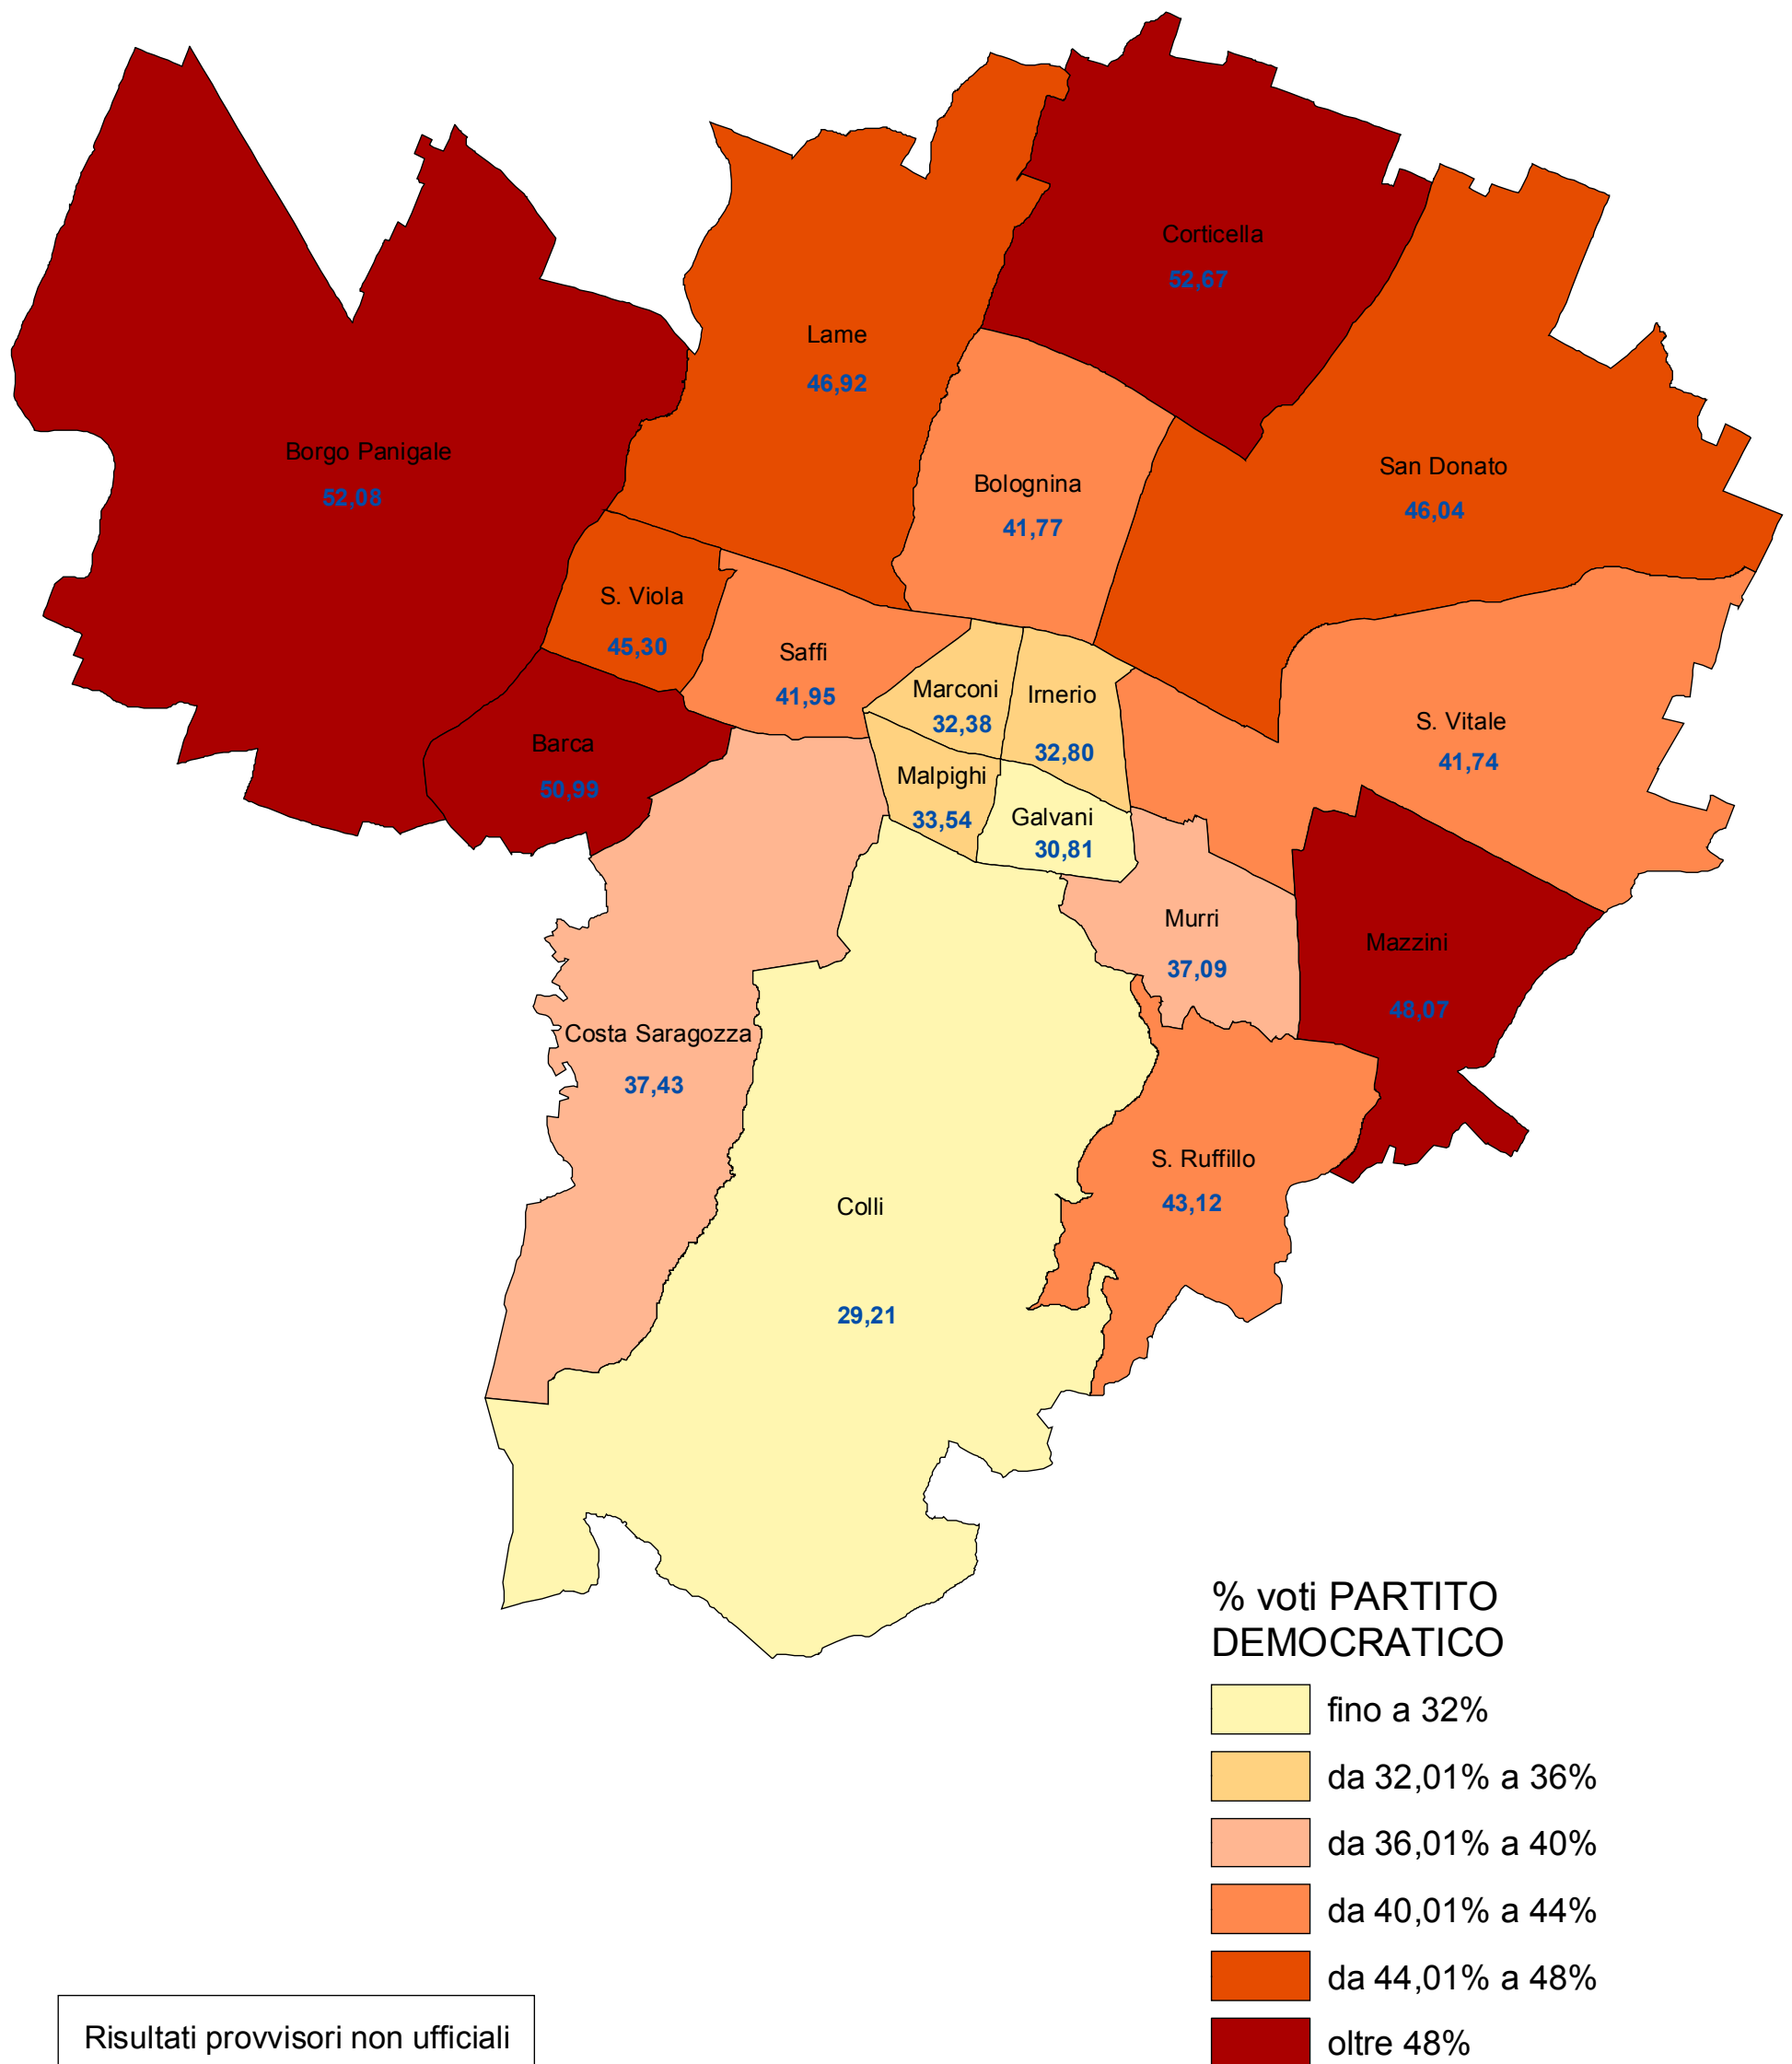 Corticella
52,67
Lame
46,92
Borgo Panigale
52,08
Bolognina
41,77
San Donato
46,04
S. Viola
45,30
Saffi
41,95
Marconi
32,38
Irnerio
32,80
S. Vitale
41,74
Barca
50,99
Malpighi
33,54
Galvani
30,81
Murri
37,09
Mazzini
48,07
Costa Saragozza
37,43
S. Ruffillo
43,12
Colli
29,21
% voti PARTITO
DEMOCRATICO
fino a 32%
da 32,01% a 36%
da 36,01% a 40%
da 40,01% a 44%
da 44,01% a 48%
oltre 48%
Risultati provvisori non ufficiali